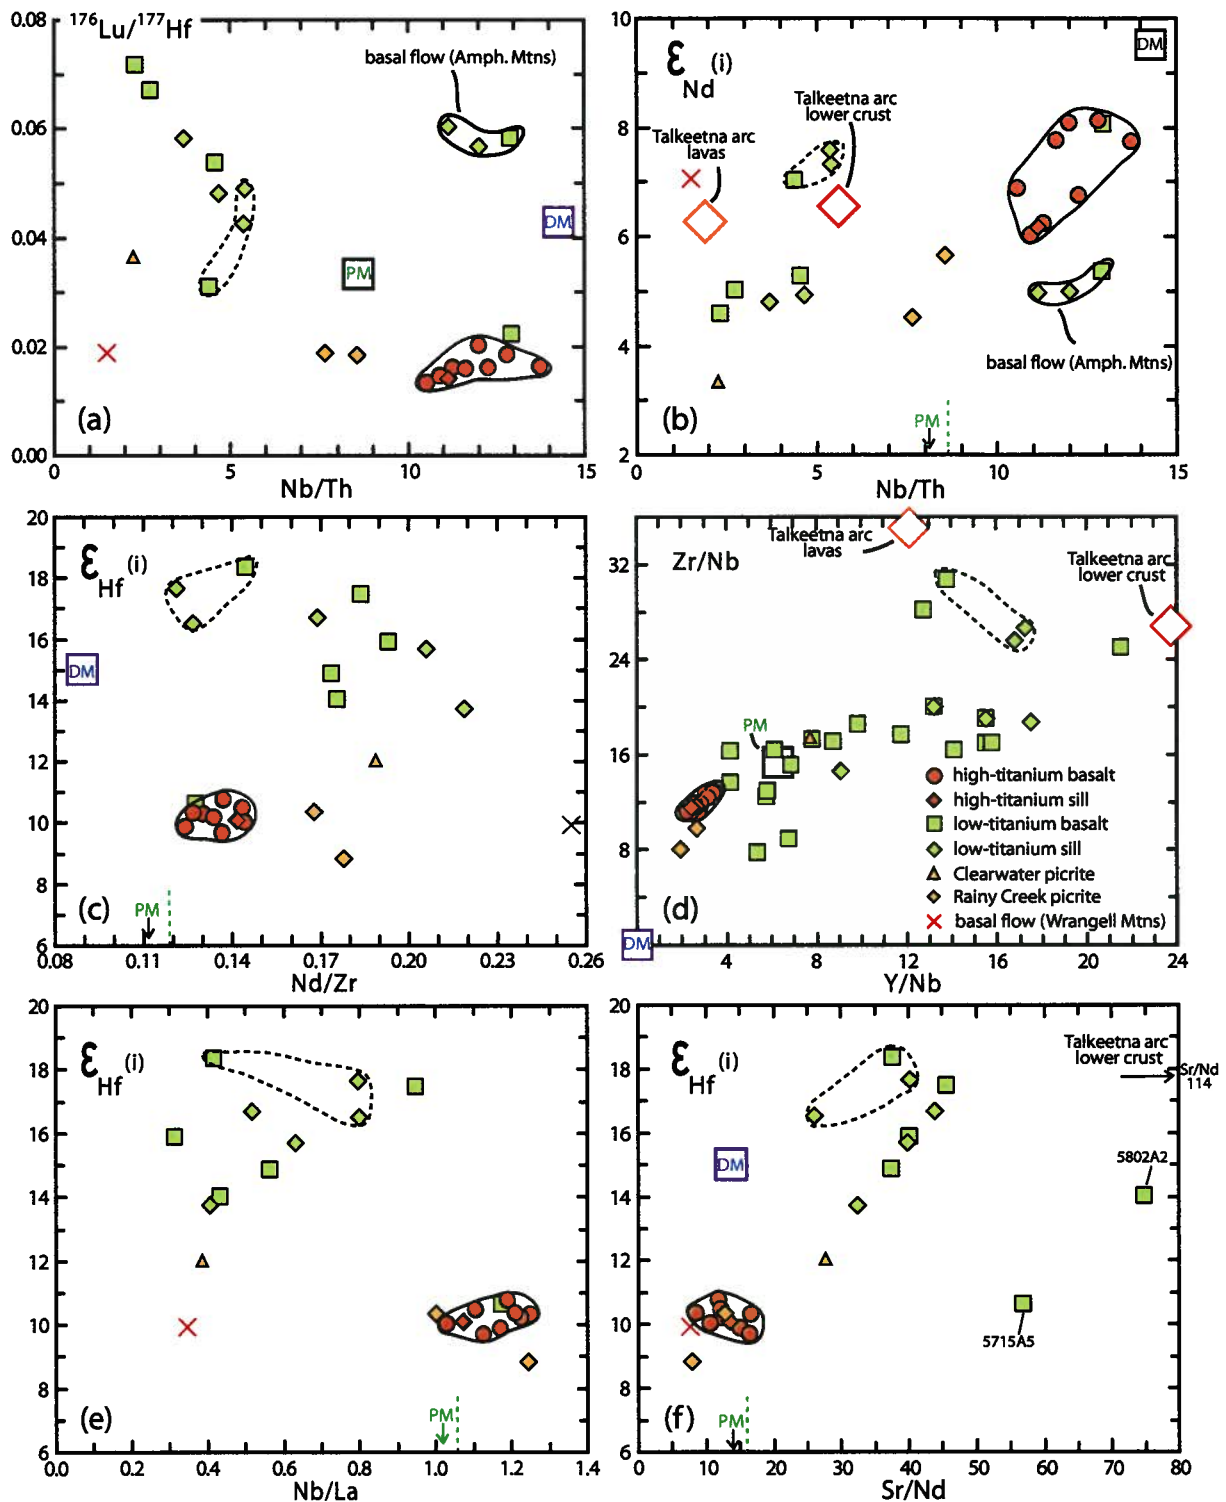 0.08
176Lu/177Hf
basal flow (Amph. Mtns)
0.06
0.04
DM
PM
0.02
(a)
0.00
0 5 10 15
Nb/Th
10
ε Nd (i)
DM
Talkeetna arc
lower crust
Talkeetna arc
lavas
8
6
4
basal flow (Amph. Mtns)
PM
(b)
2
0 5 10 15
Nb/Th
20
ε Hf (i)
18
16
DM
14
12
10
8
PM
(c)
6
0.08 0.11 0.14 0.17 0.20 0.23 0.26
Nd/Zr
Talkeetna arc
lavas
Zr/Nb
32
Talkeetna arc
lower crust
24
PM
16
high-titanium basalt
high-titanium sill
low-titanium basalt
low-titanium sill
Clearwater picrite
Rainy Creek picrite
basal flow (Wrangell Mtns)
8
(d)
DM
4 8 12 16 20 24
Y/Nb
20
ε Hf (i)
18
16
14
12
10
8
PM
(e)
6
0.0 0.2 0.4 0.6 0.8 1.0 1.2 1.4
Nb/La
20
ε Hf (i)
Talkeetna arc
lower crust
Sr/Nd
114
18
16
DM
5802A2
14
12
10
5715A5
8
PM
(f)
6
0 10 20 30 40 50 60 70 80
Sr/Nd